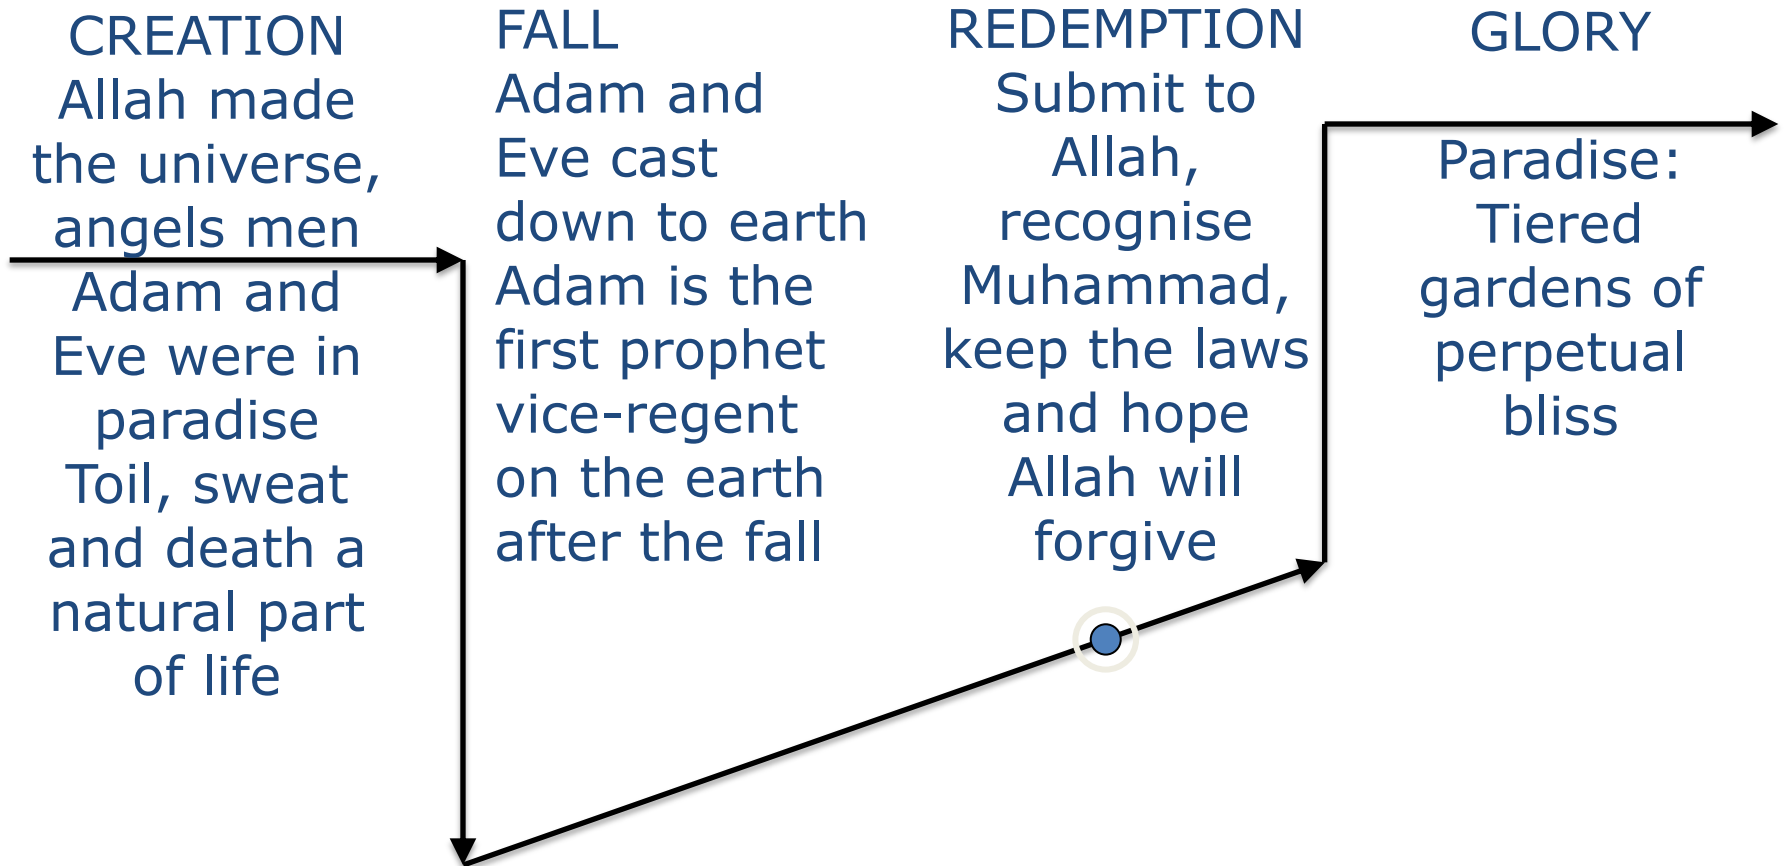 CREATION
Allah made
the universe,
angels men
Adam and
Eve were in
paradise
Toil, sweat
and death a
natural part
of life
FALL
Adam and
Eve cast
down to earth
Adam is the
first prophet
vice-regent
on the earth
after the fall
REDEMPTION
Submit to
Allah,
recognise
Muhammad,
keep the laws
and hope
Allah will
forgive
GLORY
Paradise:
Tiered
gardens of
perpetual
bliss